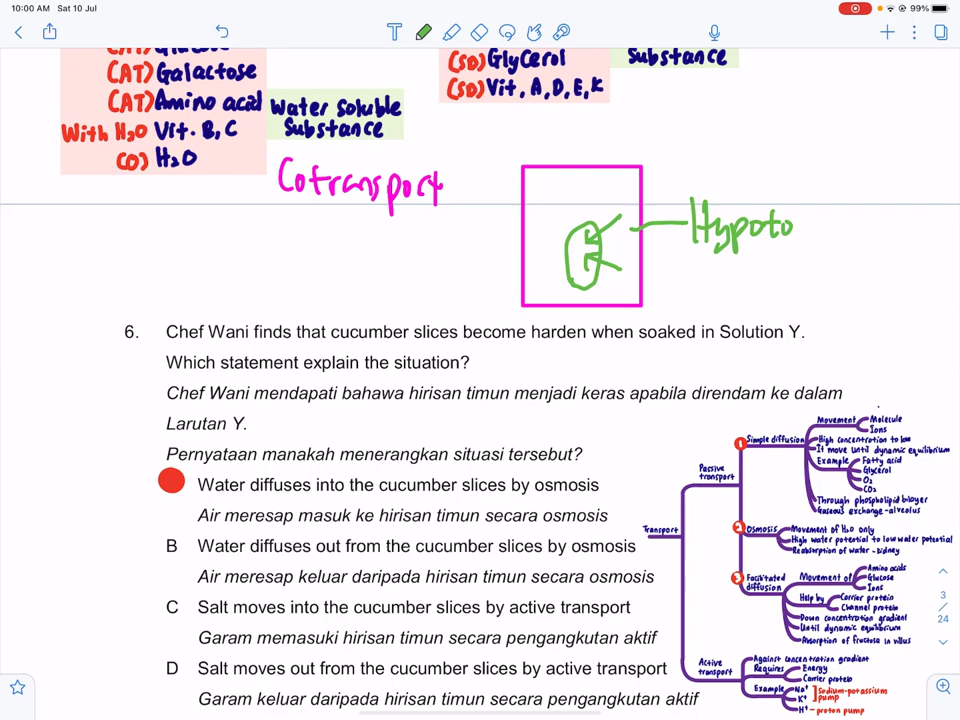 10:00 AM Sat 10 Jul
99%
(AT) Galactose
(AT) Amino acid
With H₂O Vit. B, C
(O) H₂O
Water soluble
Substance
(SD) Glycerol
(SD) Vit, A, D, E, K
Substance
Cotransport
Hypoto
6. Chef Wani finds that cucumber slices become harden when soaked in Solution Y.
Which statement explain the situation?
Chef Wani mendapati bahawa hirisan timun menjadi keras apabila direndam ke dalam
Larutan Y.
Pernyataan manakah menerangkan situasi tersebut?
Water diffuses into the cucumber slices by osmosis
Air meresap masuk ke hirisan timun secara osmosis
B Water diffuses out from the cucumber slices by osmosis
Air meresap keluar daripada hirisan timun secara osmosis
C Salt moves into the cucumber slices by active transport
Garam memasuki hirisan timun secara pengangkutan aktif
D Salt moves out from the cucumber slices by active transport
Garam keluar daripada hirisan timun secara pengangkutan aktif
Transport
Passive
transport
1 Simple diffusion
Movement
Molecule
Ions
High concentration to low
It move until dynamic equilibrium
Example
Fatty acid
Glycerol
O₂
CO₂
Through phospholipid bilayer
Gaseous exchange - alveolus
2 Osmosis
Movement of H₂O only
High water potential to low water potential
Reabsorption of water - kidney
3 Facilitated
diffusion
Movement of
Amino acids
Glucose
Ions
Help by
Carrier protein
Channel protein
Down concentration gradient
Until dynamic equilibrium
Absorption of fructose in villus
Active
transport
Against concentration gradient
Requires
Energy
Carrier protein
Example
Na⁺
K⁺
Sodium-potassium
pump
H⁺ - proton pump
3
/
24